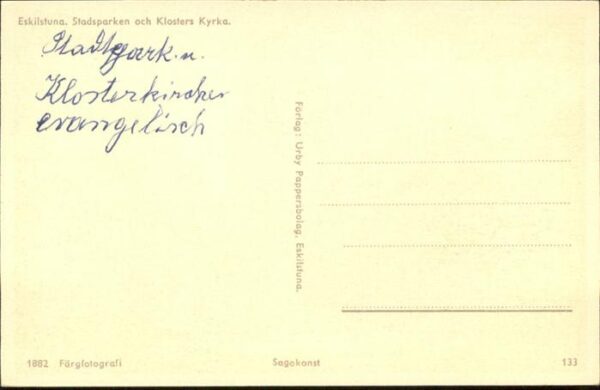 Eskilstuna. Stadsparken och Klosters Kyrka.
Stadtpark u.
Klosterkirche
evangelisch
Förlag: Urby Pappersbolag, Eskilstuna.
1882 Färgfotografi
Sagokonst
133